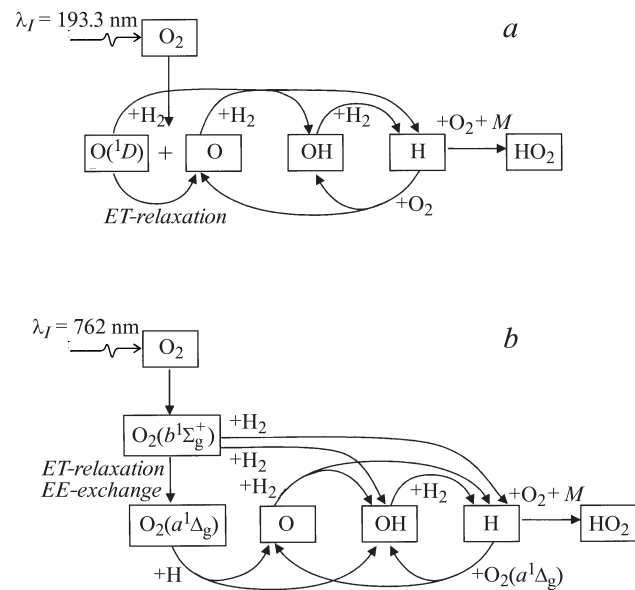 λI = 193.3 nm
a
O2
+H2
+H2
+H2
+O2 + M
O(1D)
+
O
OH
H
HO2
ET-relaxation
+O2
λI = 762 nm
b
O2
O2(b1Σg+)
+H2
+H2
ET-relaxation
EE-exchange
+H2
+H2
+O2 + M
O2(a1Δg)
O
OH
H
HO2
+H
+O2(a1Δg)